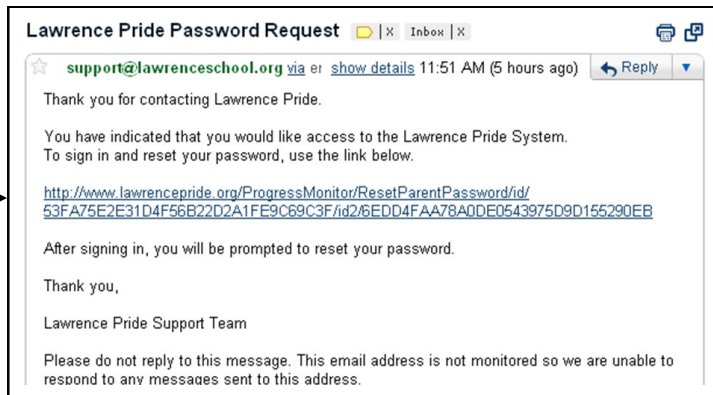 Lawrence Pride Password Request | X Inbox | X
support@lawrenceschool.org via er show details 11:51 AM (5 hours ago) Reply
Thank you for contacting Lawrence Pride.
You have indicated that you would like access to the Lawrence Pride System.
To sign in and reset your password, use the link below.
http://www.lawrencepride.org/ProgressMonitor/ResetParentPassword/id/
53FA75E2E31D4F56B22D2A1FE9C69C3F/id2/6EDD4FAA78A0DE0543975D9D155290EB
After signing in, you will be prompted to reset your password.
Thank you,
Lawrence Pride Support Team
Please do not reply to this message. This email address is not monitored so we are unable to
respond to any messages sent to this address.